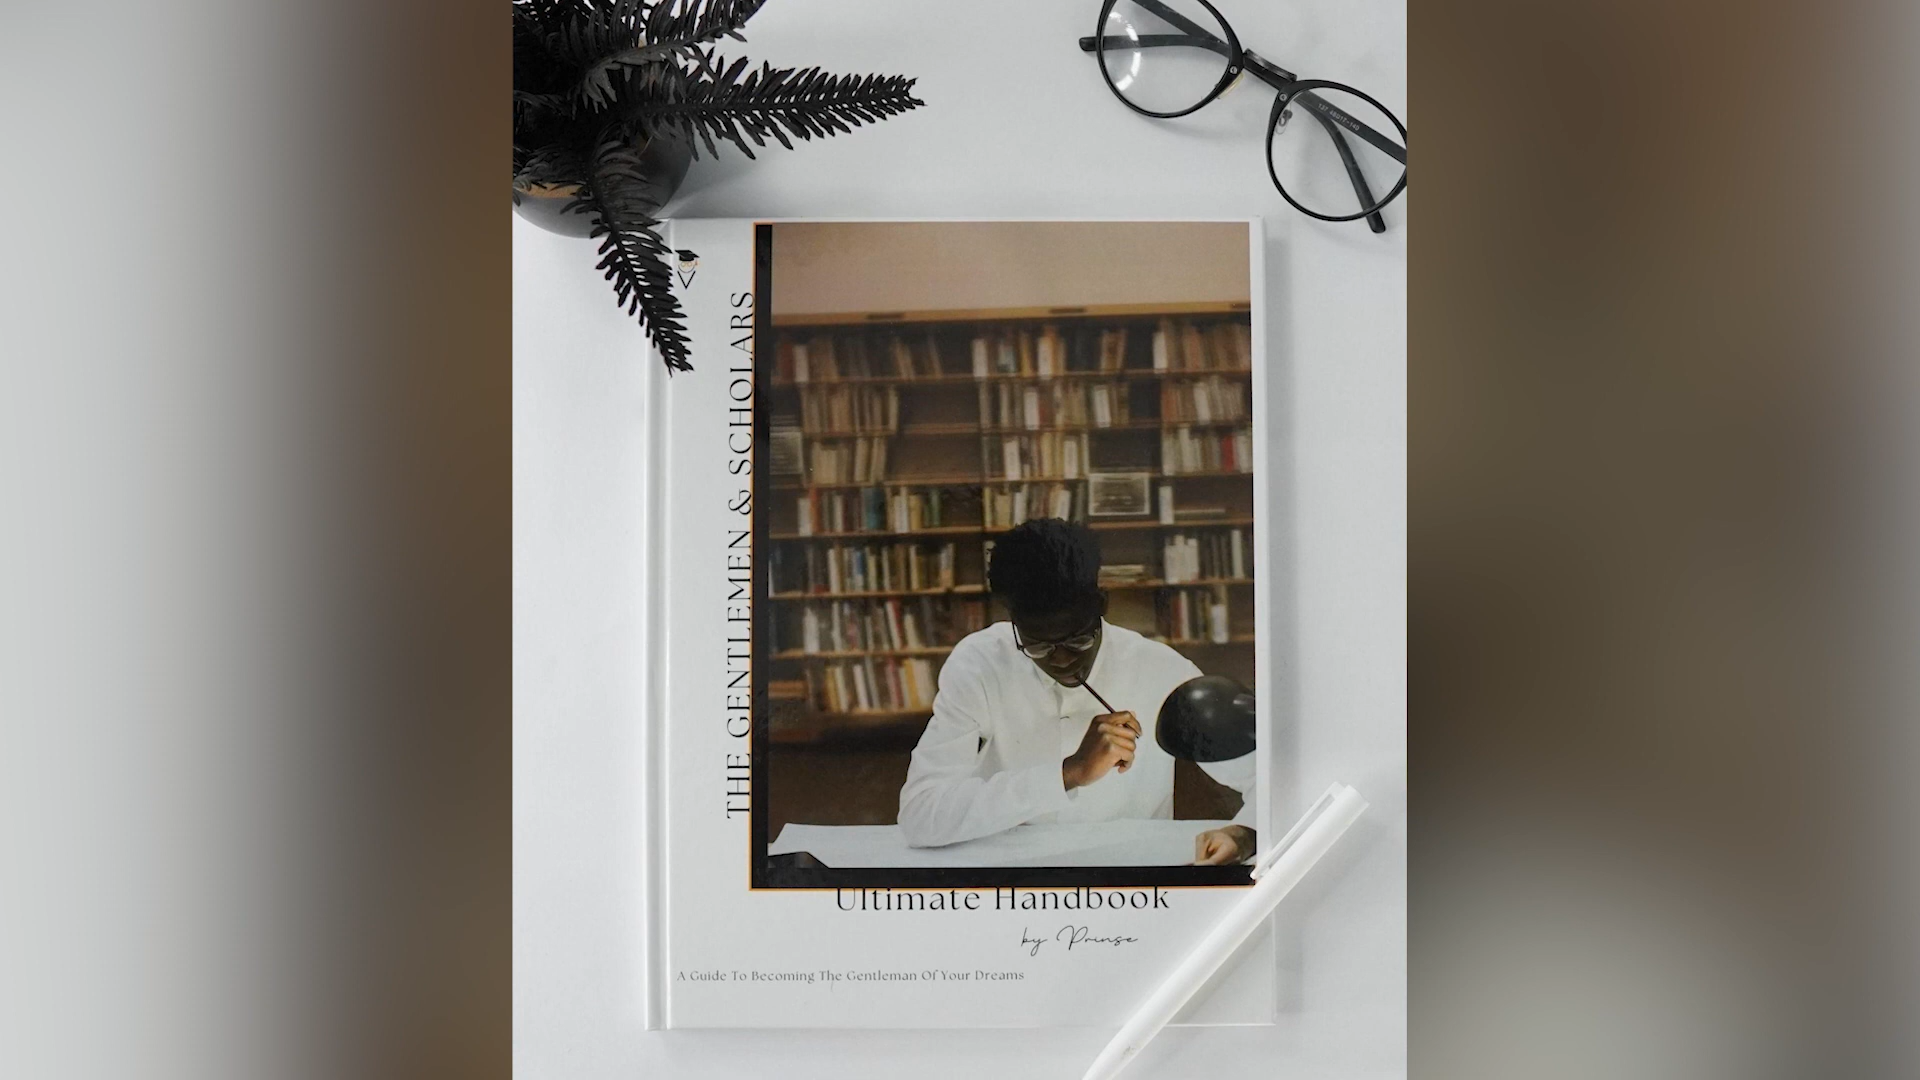 THE GENTLEMEN & SCHOLARS
Ultimate Handbook
by Prinse
A Guide To Becoming The Gentleman Of Your Dreams